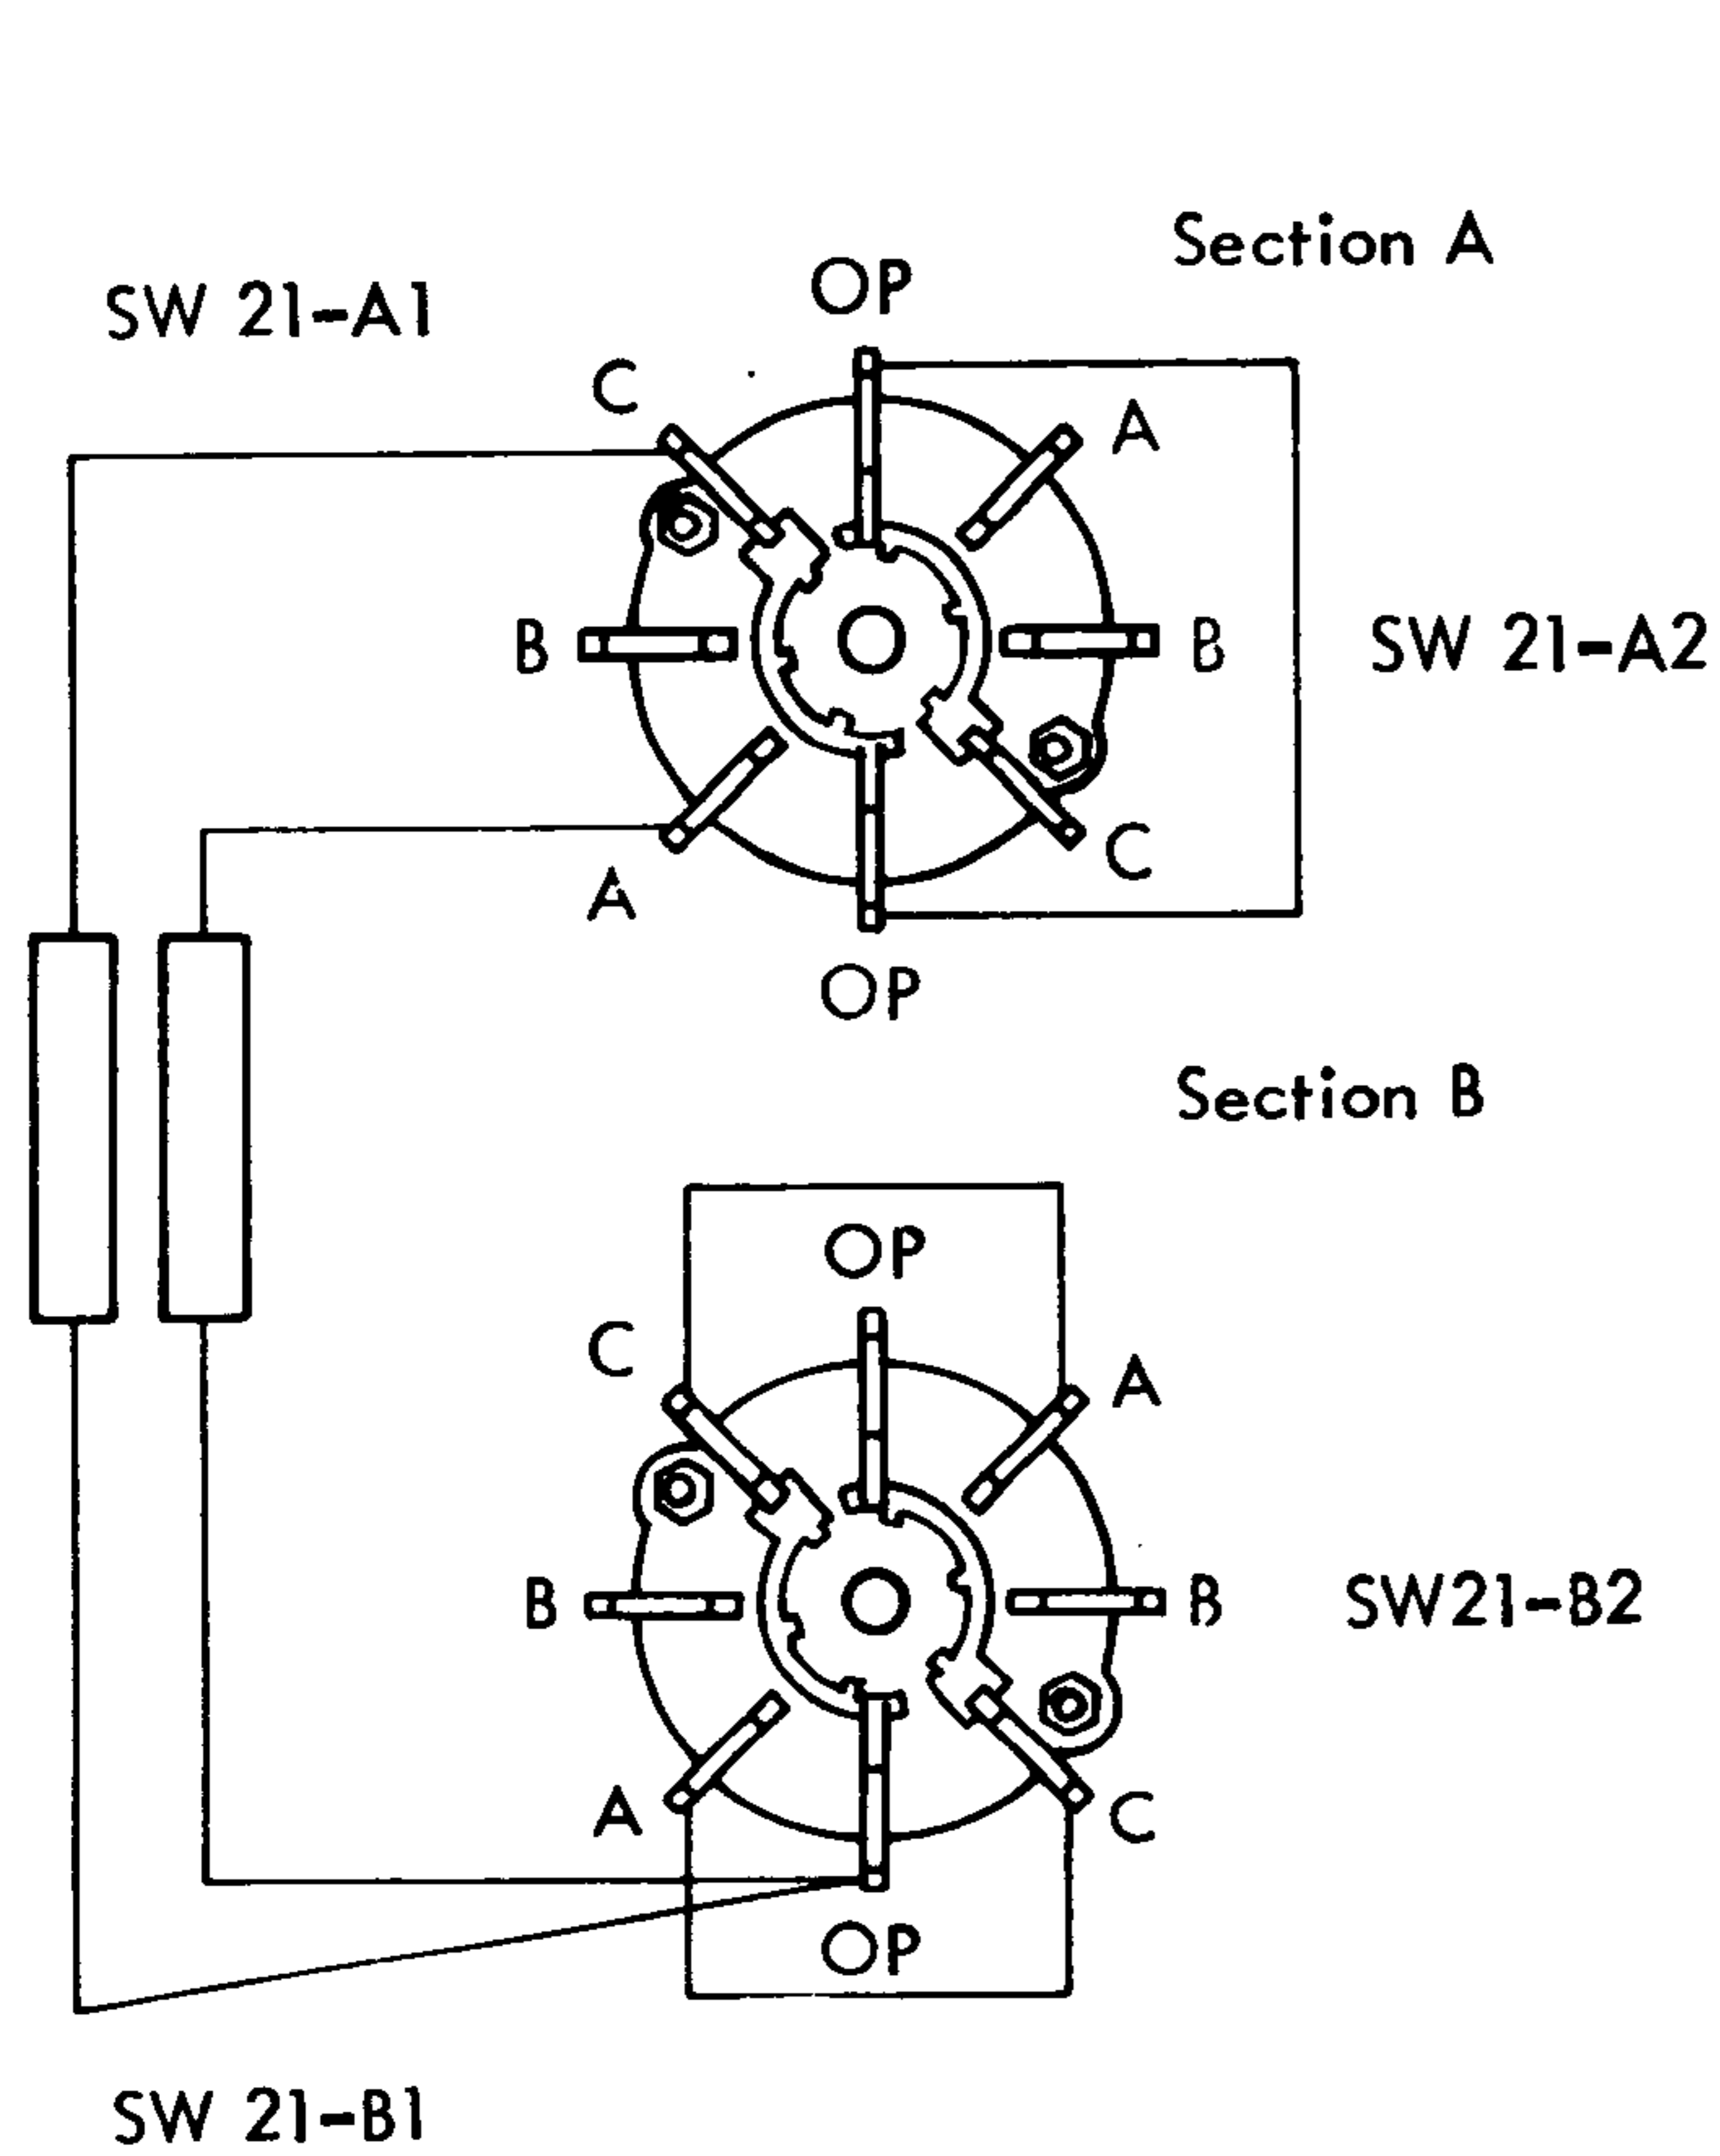 Section A
OP
SW 21-A1
C
A
B
B
SW 21-A2
A
C
OP
Section B
OP
C
A
B
B
SW21-B2
A
C
OP
SW 21-B1